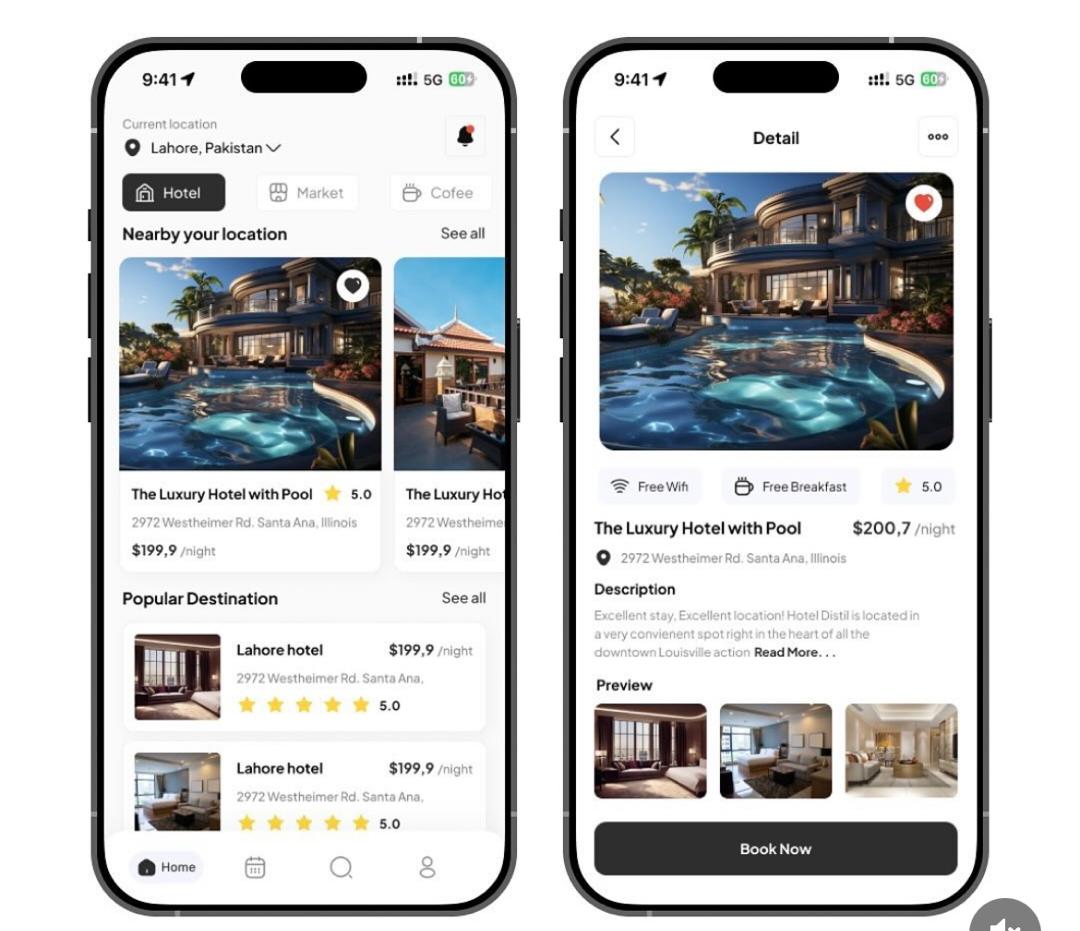 9:41
5G
60
Current location
Lahore, Pakistan
Hotel
Market
Cofee
Nearby your location
See all
The Luxury Hotel with Pool
5.0
2972 Westheimer Rd. Santa Ana, Illinois
$199,9 /night
The Luxury Hot
2972 Westheimer
$199,9 /night
Popular Destination
See all
Lahore hotel
$199,9 /night
2972 Westheimer Rd. Santa Ana,
5.0
Lahore hotel
$199,9 /night
2972 Westheimer Rd. Santa Ana,
5.0
Home
9:41
5G
60
Detail
Free Wifi
Free Breakfast
5.0
The Luxury Hotel with Pool
$200,7 /night
2972 Westheimer Rd. Santa Ana, Illinois
Description
Excellent stay, Excellent location! Hotel Distil is located in
a very convienent spot right in the heart of all the
downtown Louisville action Read More. . .
Preview
Book Now